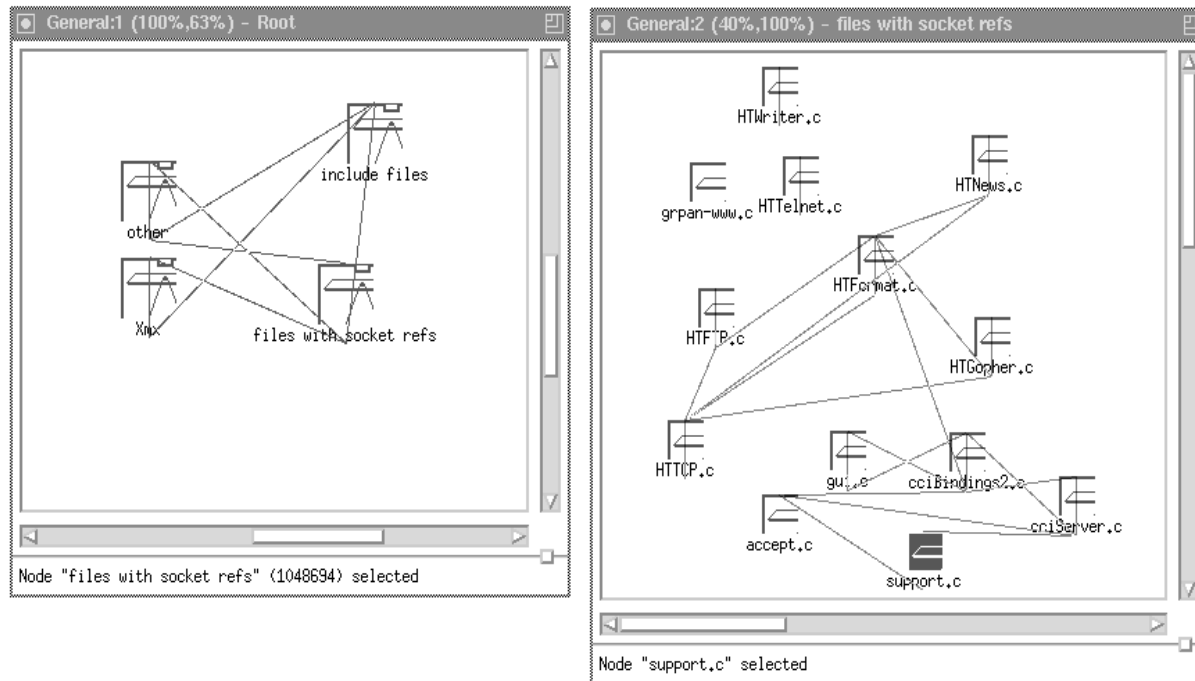 General:1 (100%,63%) - Root
include files
other
Xmx
files with socket refs
Node "files with socket refs" (1048694) selected
General:2 (40%,100%) - files with socket refs
HTWriter.c
HTNews.c
grpan-www.c
HTTelnet.c
HTFormat.c
HTFTP.c
HTGopher.c
HTTCP.c
cciBindings2.c
cciServer.c
accept.c
support.c
Node "support.c" selected